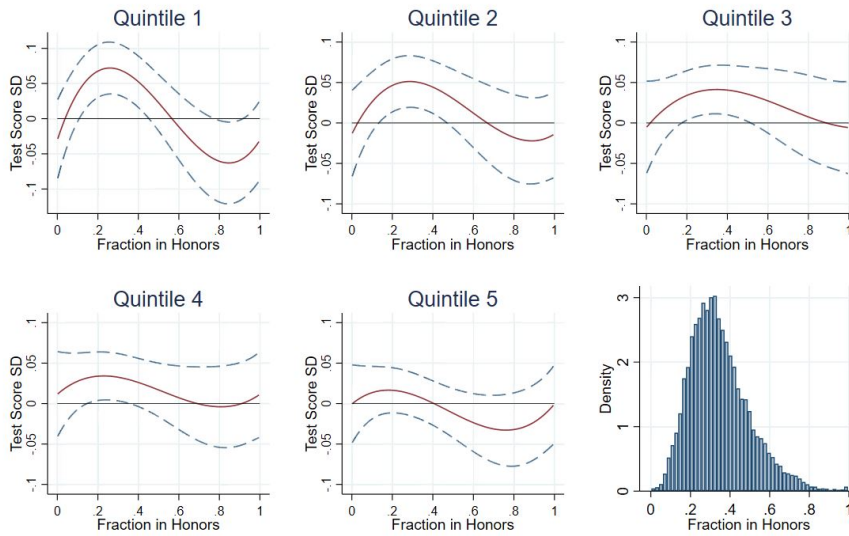 Quintile 1
Test Score SD
.1
.05
0
-.05
-.1
0 .2 .4 .6 .8 1
Fraction in Honors
Quintile 2
Test Score SD
.1
.05
0
-.05
-.1
0 .2 .4 .6 .8 1
Fraction in Honors
Quintile 3
Test Score SD
.1
.05
0
-.05
-.1
0 .2 .4 .6 .8 1
Fraction in Honors
Quintile 4
Test Score SD
.1
.05
0
-.05
-.1
0 .2 .4 .6 .8 1
Fraction in Honors
Quintile 5
Test Score SD
.1
.05
0
-.05
-.1
0 .2 .4 .6 .8 1
Fraction in Honors
Density
3
2
1
0
0 .2 .4 .6 .8 1
Fraction in Honors